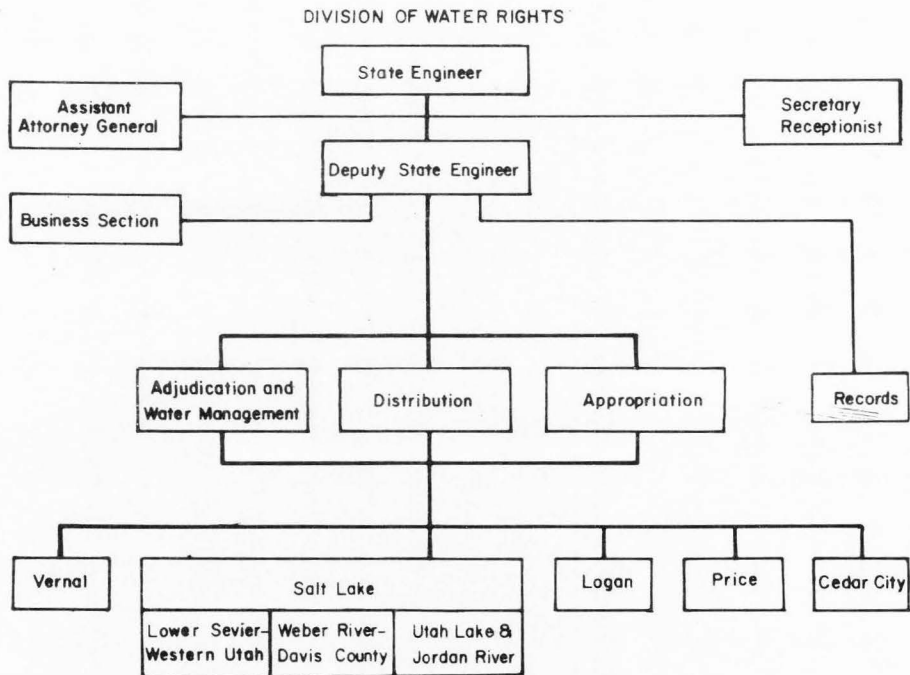 DIVISION OF WATER RIGHTS
State Engineer
Assistant
Attorney General
Secretary
Receptionist
Deputy State Engineer
Business Section
Adjudication and
Water Management
Distribution
Appropriation
Records
Vernal
Salt Lake
Logan
Price
Cedar City
Lower Sevier-
Western Utah
Weber River-
Davis County
Utah Lake &
Jordan River